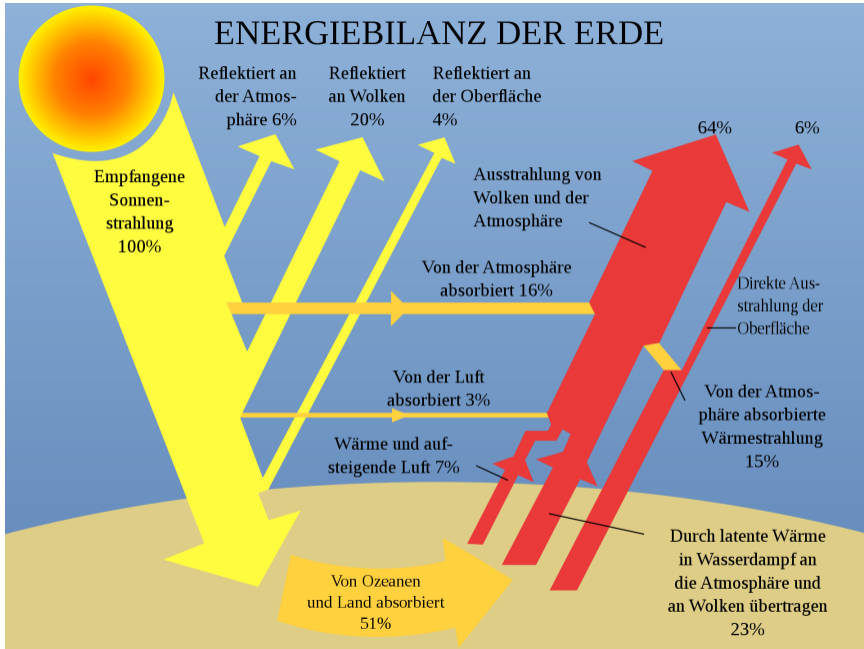 ENERGIEBILANZ DER ERDE
Reflektiert an
der Atmos-
phäre 6%
Reflektiert
an Wolken
20%
Reflektiert an
der Oberfläche
4%
64%
6%
Empfangene
Sonnen-
strahlung
100%
Ausstrahlung von
Wolken und der
Atmosphäre
Von der Atmosphäre
absorbiert 16%
Direkte Aus-
strahlung der
Oberfläche
Von der Luft
absorbiert 3%
Von der Atmos-
phäre absorbierte
Wärmestrahlung
15%
Wärme und auf-
steigende Luft 7%
Durch latente Wärme
in Wasserdampf an
die Atmosphäre und
an Wolken übertragen
23%
Von Ozeanen
und Land absorbiert
51%